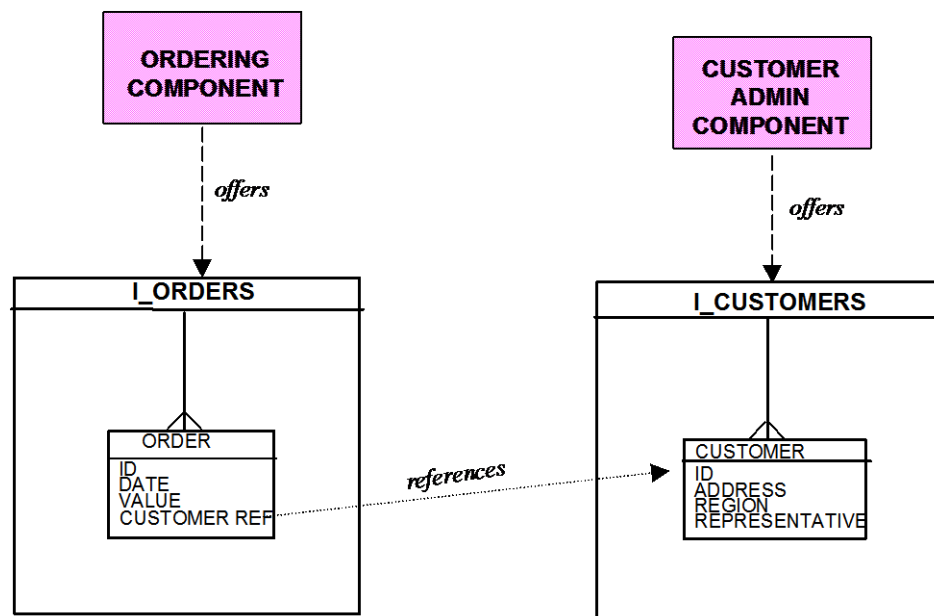 ORDERING
COMPONENT
CUSTOMER
ADMIN
COMPONENT
offers
offers
I_ORDERS
I_CUSTOMERS
ORDER
ID
DATE
VALUE
CUSTOMER REF
references
CUSTOMER
ID
ADDRESS
REGION
REPRESENTATIVE